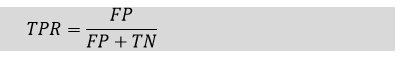 TPR = FP / FP + TN